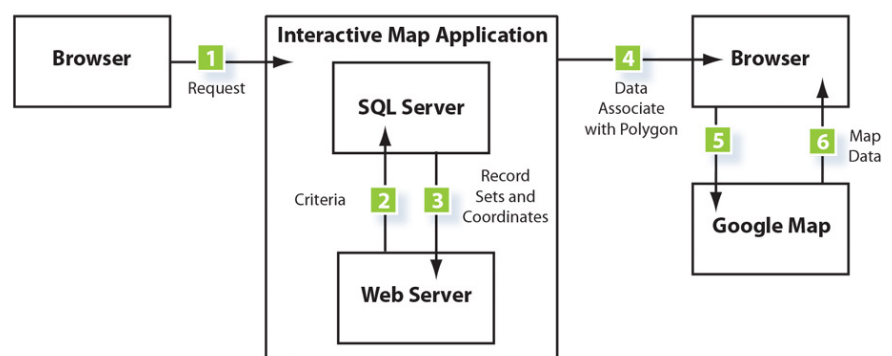 Browser
1
Request
Interactive Map Application
SQL Server
Criteria
2
3
Record
Sets and
Coordinates
Web Server
4
Data
Associate
with Polygon
Browser
5
6
Map
Data
Google Map